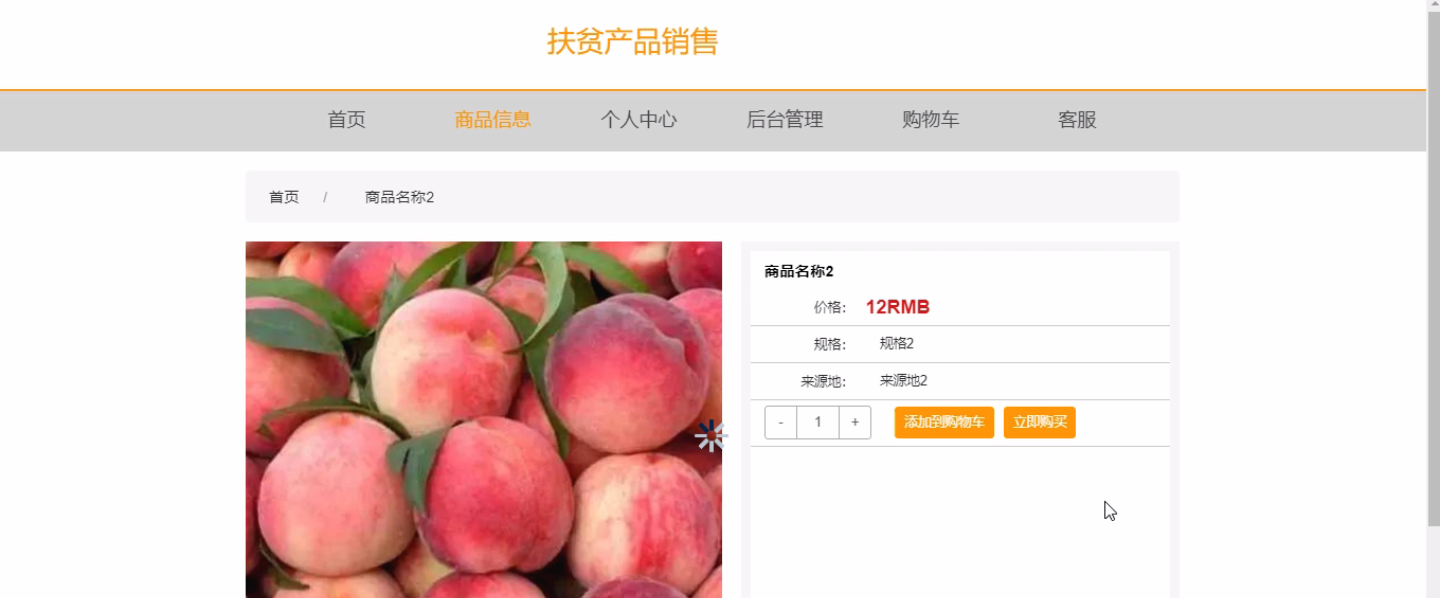 扶贫产品销售
首页 商品信息 个人中心 后台管理 购物车 客服
首页 / 商品名称2
商品名称2
价格: 12RMB
规格: 规格2
来源地: 来源地2
- 1 + 添加到购物车 立即购买